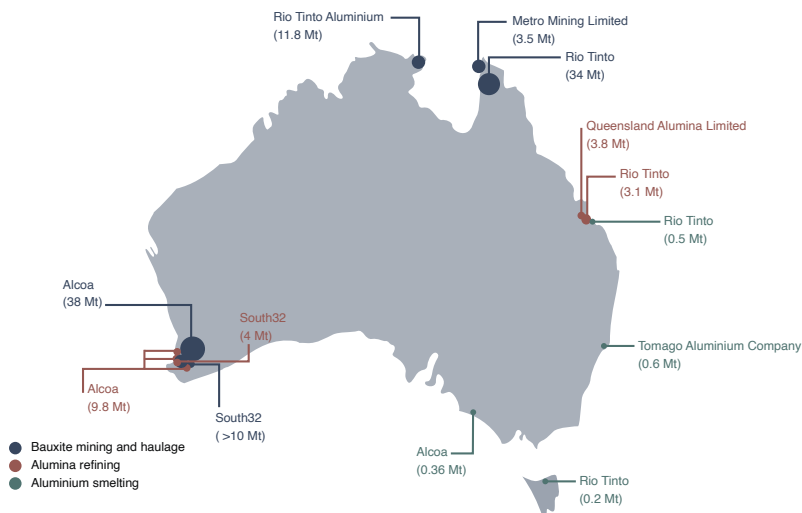 Rio Tinto Aluminium
(11.8 Mt)
Metro Mining Limited
(3.5 Mt)
Rio Tinto
(34 Mt)
Queensland Alumina Limited
(3.8 Mt)
Rio Tinto
(3.1 Mt)
Rio Tinto
(0.5 Mt)
Alcoa
(38 Mt)
South32
(4 Mt)
Tomago Aluminium Company
(0.6 Mt)
Alcoa
(9.8 Mt)
South32
( >10 Mt)
Alcoa
(0.36 Mt)
Rio Tinto
(0.2 Mt)
Bauxite mining and haulage
Alumina refining
Aluminium smelting